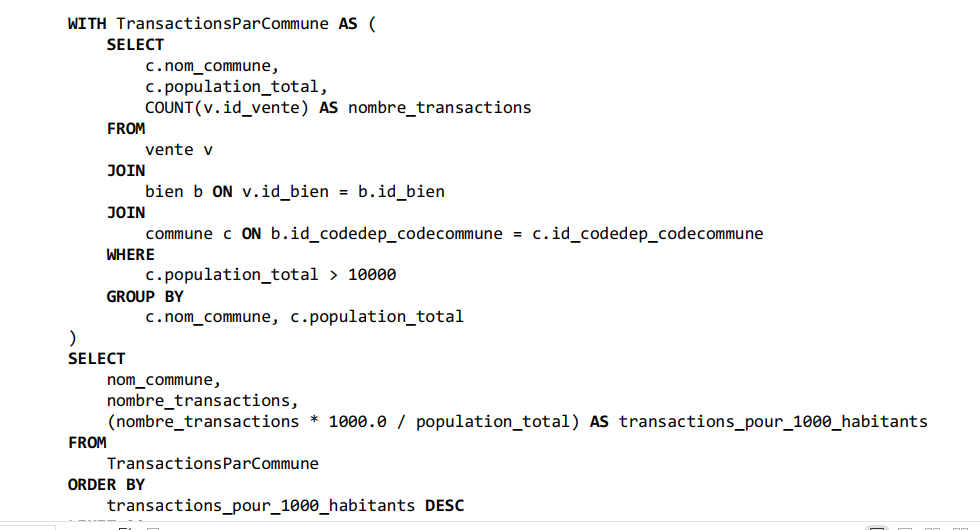 WITH TransactionsParCommune AS (
SELECT
c.nom_commune,
c.population_total,
COUNT(v.id_vente) AS nombre_transactions
FROM
vente v
JOIN
bien b ON v.id_bien = b.id_bien
JOIN
commune c ON b.id_codedep_codecommune = c.id_codedep_codecommune
WHERE
c.population_total > 10000
GROUP BY
c.nom_commune, c.population_total
)
SELECT
nom_commune,
nombre_transactions,
(nombre_transactions * 1000.0 / population_total) AS transactions_pour_1000_habitants
FROM
TransactionsParCommune
ORDER BY
transactions_pour_1000_habitants DESC